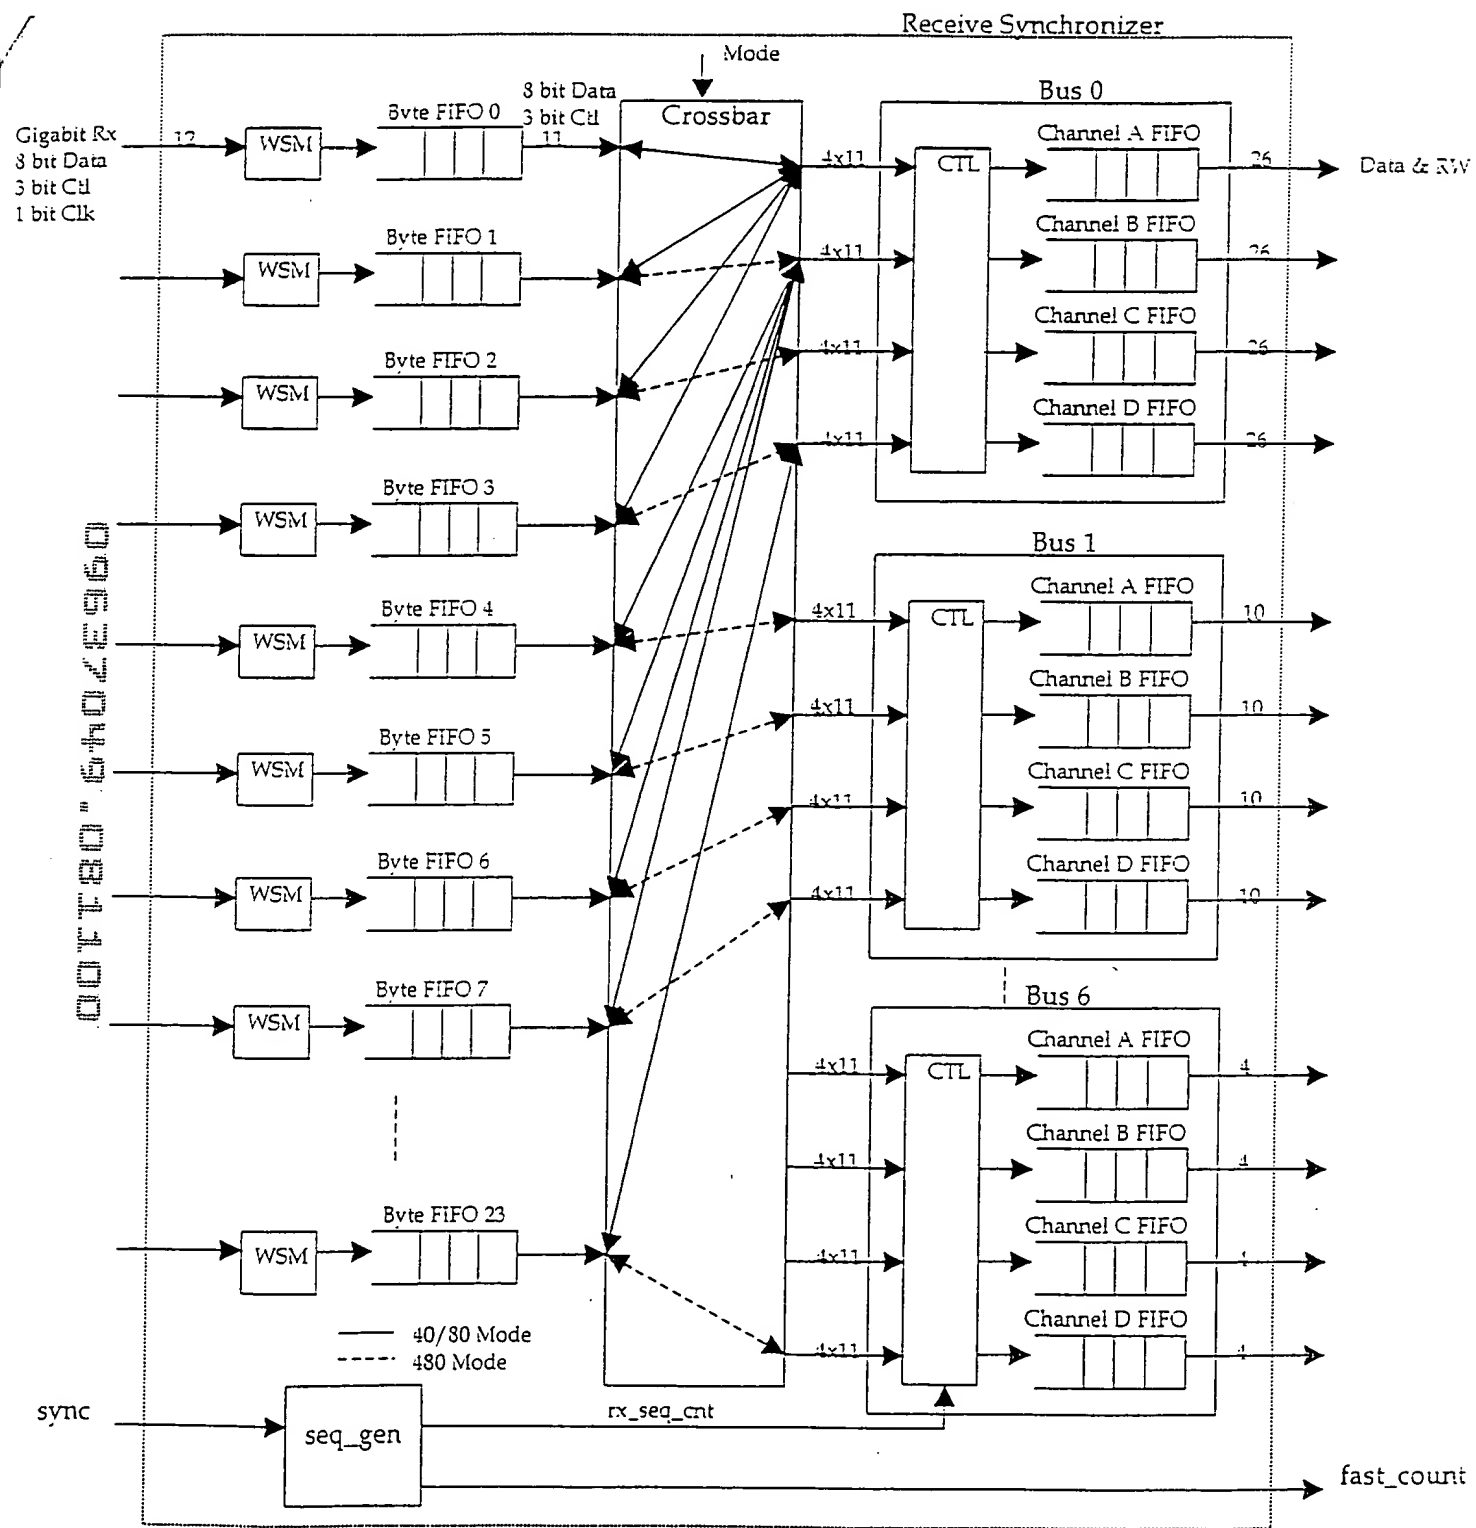 Receive Synchronizer
Mode
8 bit Data
3 bit Ctl
Crossbar
Gigabit Rx
8 bit Data
3 bit Ctl
1 bit Clk
12
WSM
Byte FIFO 0
11
WSM
Byte FIFO 1
WSM
Byte FIFO 2
WSM
Byte FIFO 3
WSM
Byte FIFO 4
WSM
Byte FIFO 5
WSM
Byte FIFO 6
WSM
Byte FIFO 7
WSM
Byte FIFO 23
Bus 0
4x11
4x11
4x11
4x11
CTL
Channel A FIFO
26
Data & RW
Channel B FIFO
26
Channel C FIFO
26
Channel D FIFO
26
Bus 1
4x11
4x11
4x11
4x11
CTL
Channel A FIFO
10
Channel B FIFO
10
Channel C FIFO
10
Channel D FIFO
10
Bus 6
4x11
4x11
4x11
4x11
CTL
Channel A FIFO
4
Channel B FIFO
4
Channel C FIFO
4
Channel D FIFO
4
40/80 Mode
480 Mode
sync
seq_gen
rx_seq_cnt
fast_count